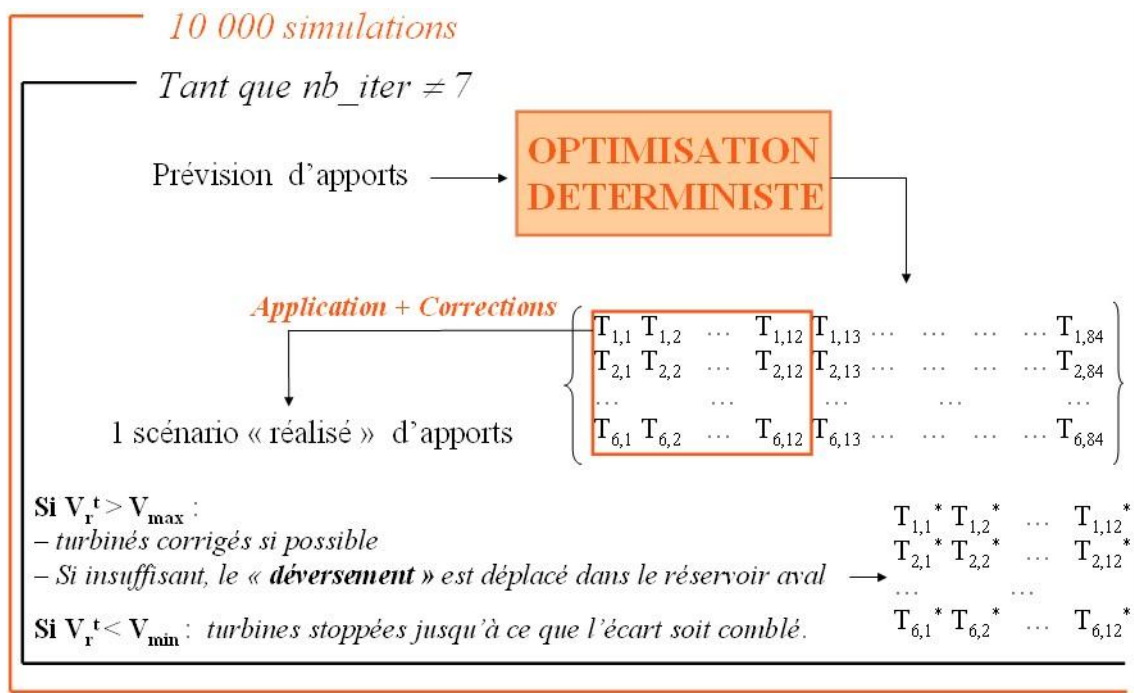 10 000 simulations
Tant que nb_iter ≠ 7
Prévision d’apports
OPTIMISATION
DETERMINISTE
Application + Corrections
T1,1 T1,2 ... T1,12 T1,13 ... ... ... ... T1,84
T2,1 T2,2 ... T2,12 T2,13 ... ... ... ... T2,84
... ... ... ... ...
T6,1 T6,2 ... T6,12 T6,13 ... ... ... ... T6,84
1 scénario « réalisé » d’apports
Si Vrt > Vmax :
– turbinés corrigés si possible
– Si insuffisant, le « déversement » est déplacé dans le réservoir aval
Si Vrt < Vmin : turbines stoppées jusqu’à ce que l’écart soit comblé.
T1,1* T1,2* ... T1,12*
T2,1* T2,2* ... T2,12*
... ...
T6,1* T6,2* ... T6,12*